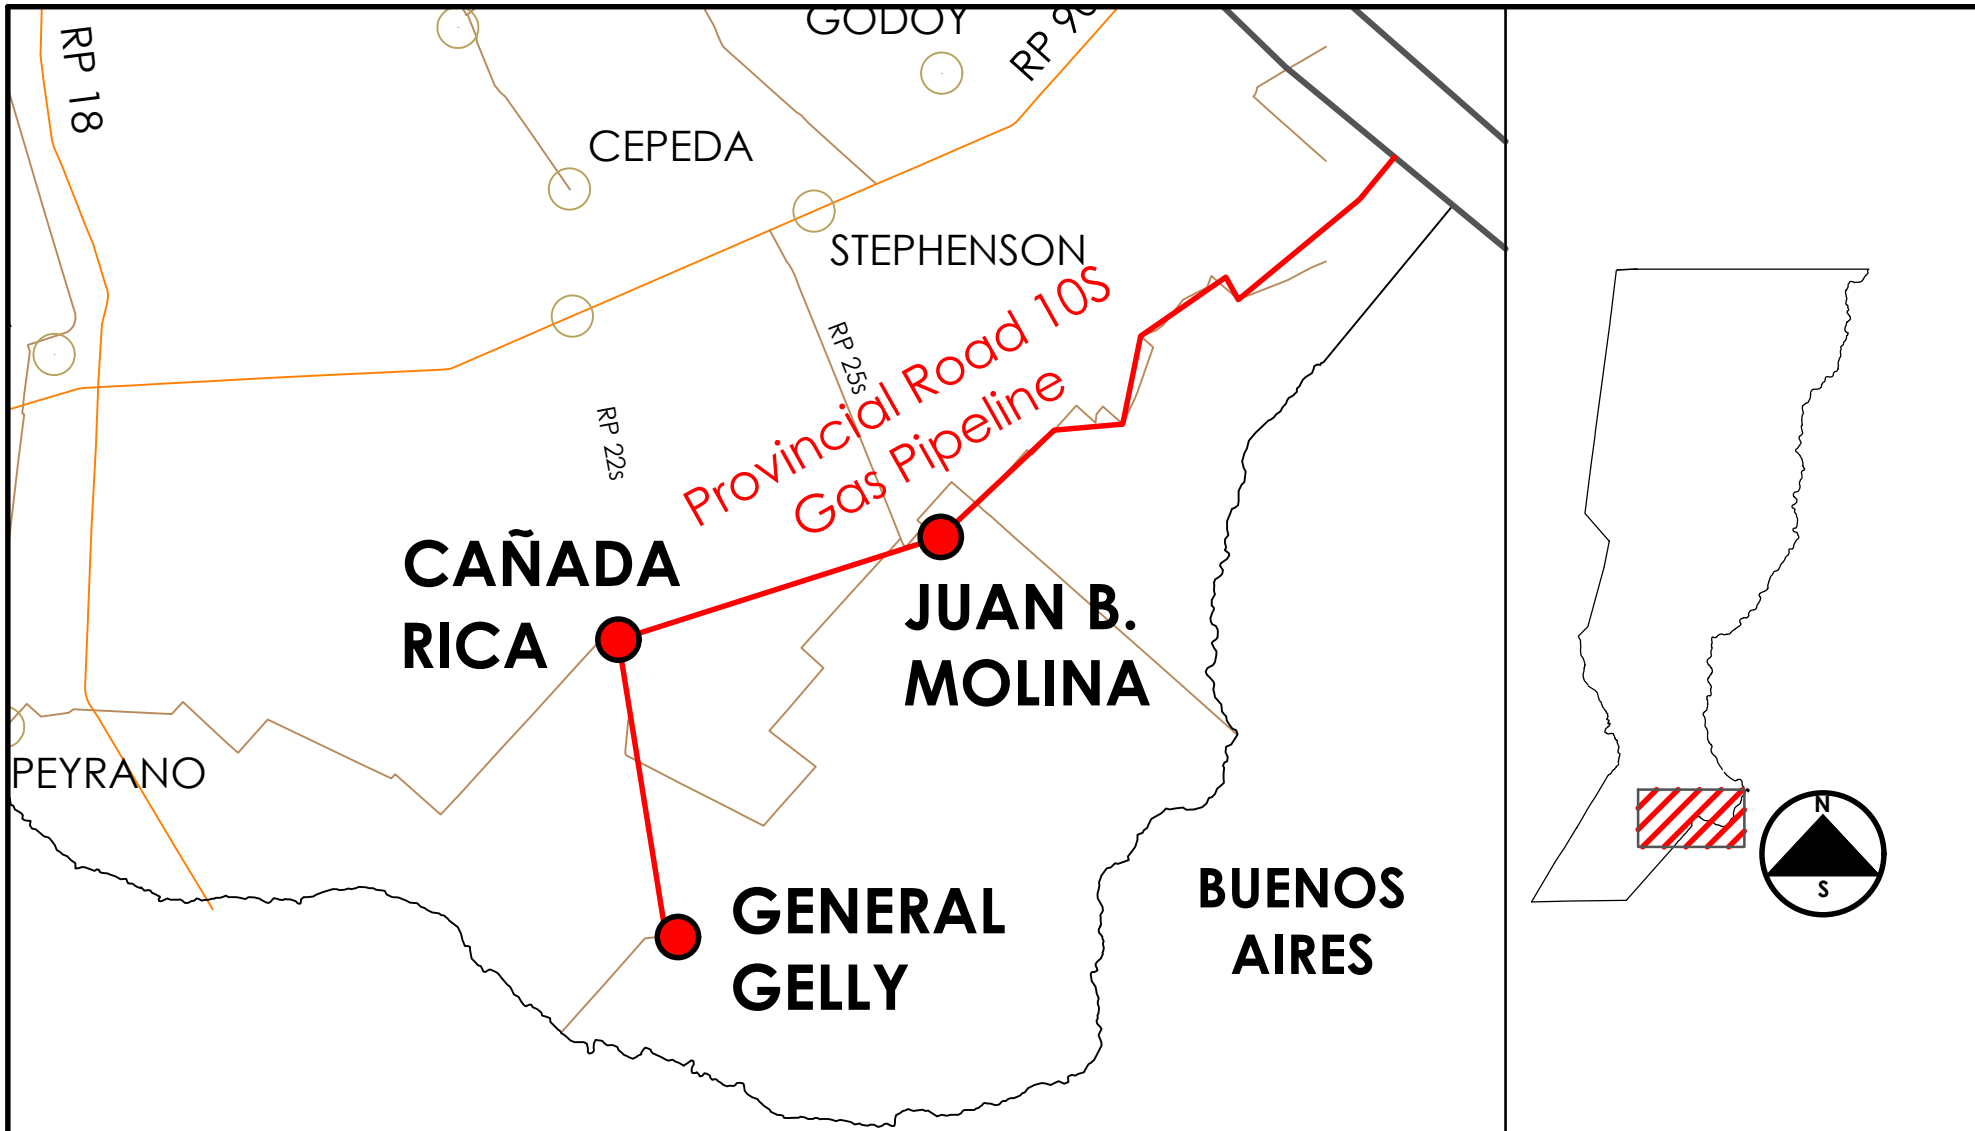 GODOY
RP 90
RP 18
CEPEDA
STEPHENSON
Provincial Road 10S
Gas Pipeline
RP 25s
RP 22s
CAÑADA
RICA
JUAN B.
MOLINA
PEYRANO
GENERAL
GELLY
BUENOS
AIRES
N
S